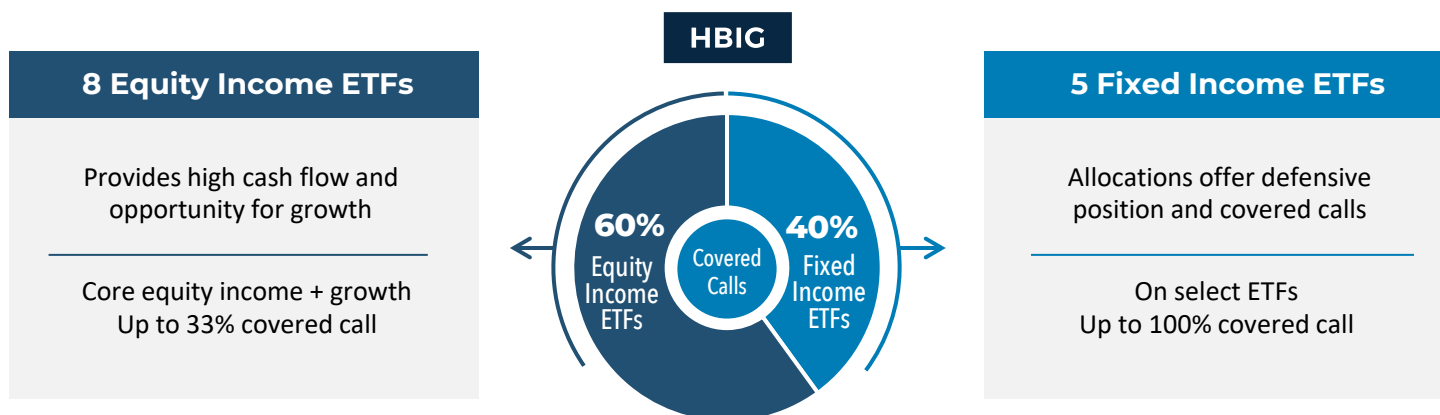 HBIG
8 Equity Income ETFs
Provides high cash flow and
opportunity for growth
Core equity income + growth
Up to 33% covered call
60%
Equity
Income
ETFs
Covered
Calls
40%
Fixed
Income
ETFs
5 Fixed Income ETFs
Allocations offer defensive
position and covered calls
On select ETFs
Up to 100% covered call